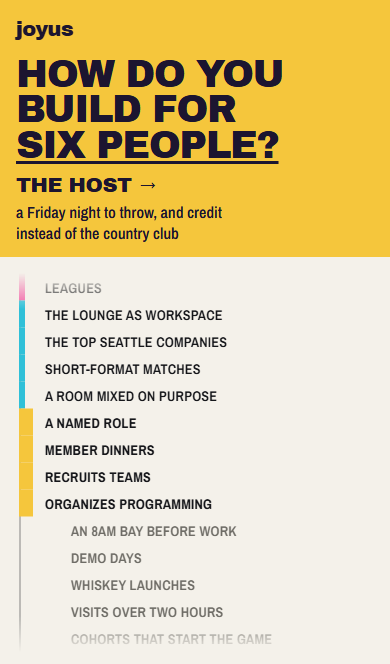 joyus
HOW DO YOU
BUILD FOR
SIX PEOPLE?
THE HOST →
a Friday night to throw, and credit
instead of the country club
LEAGUES
THE LOUNGE AS WORKSPACE
THE TOP SEATTLE COMPANIES
SHORT-FORMAT MATCHES
A ROOM MIXED ON PURPOSE
A NAMED ROLE
MEMBER DINNERS
RECRUITS TEAMS
ORGANIZES PROGRAMMING
AN 8AM BAY BEFORE WORK
DEMO DAYS
WHISKEY LAUNCHES
VISITS OVER TWO HOURS
COHORTS THAT START THE GAME